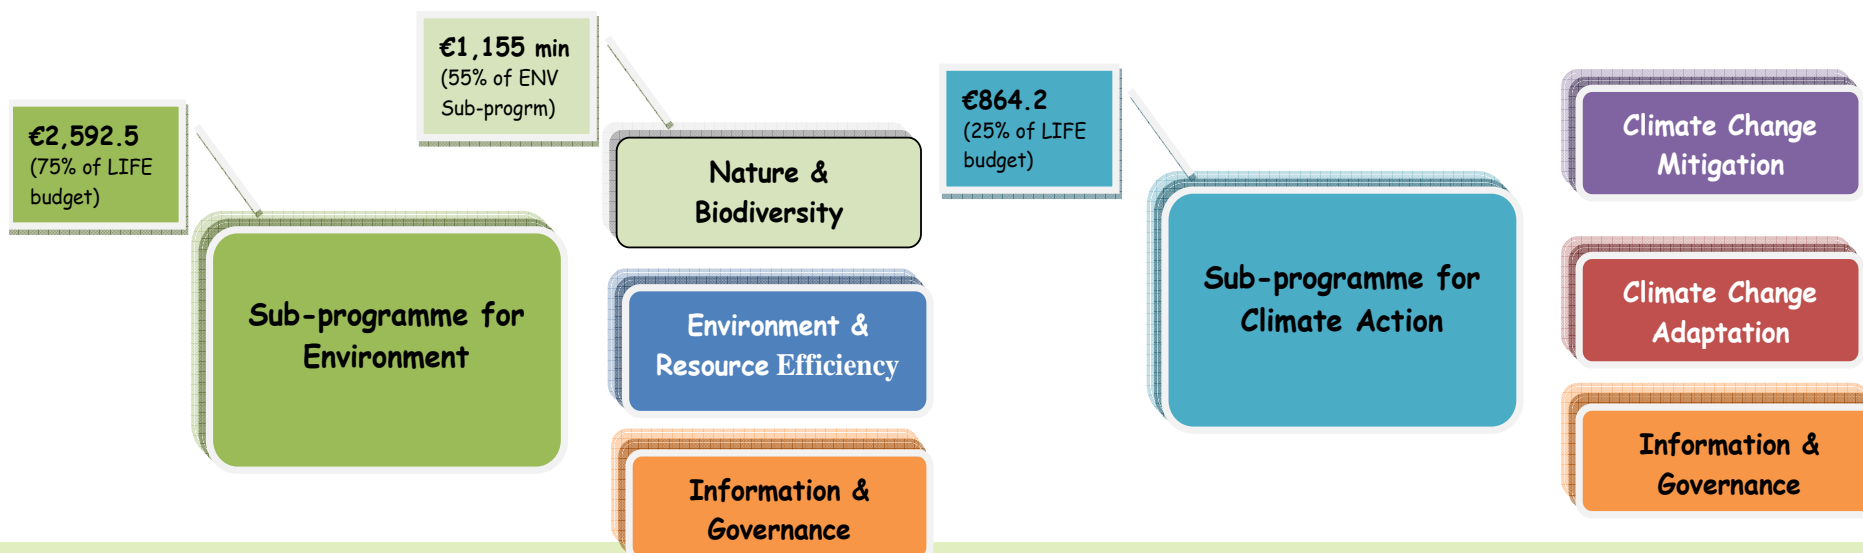 €2,592.5
(75% of LIFE
budget)
Sub-programme for
Environment
€1,155 min
(55% of ENV
Sub-progrm)
Nature &
Biodiversity
Environment &
Resource Efficiency
Information &
Governance
€864.2
(25% of LIFE
budget)
Sub-programme for
Climate Action
Climate Change
Mitigation
Climate Change
Adaptation
Information &
Governance